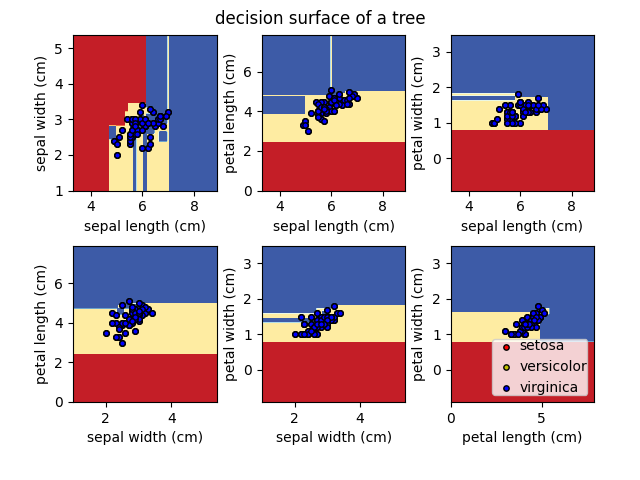 decision surface of a tree
sepal width (cm)
5
4
3
2
1
4 6 8
sepal length (cm)
petal length (cm)
6
4
2
0
4 6 8
sepal length (cm)
petal width (cm)
3
2
1
0
4 6 8
sepal length (cm)
petal length (cm)
6
4
2
0
2 4
sepal width (cm)
petal width (cm)
3
2
1
0
2 4
sepal width (cm)
petal width (cm)
3
2
1
0
0 5
petal length (cm)
setosa
versicolor
virginica